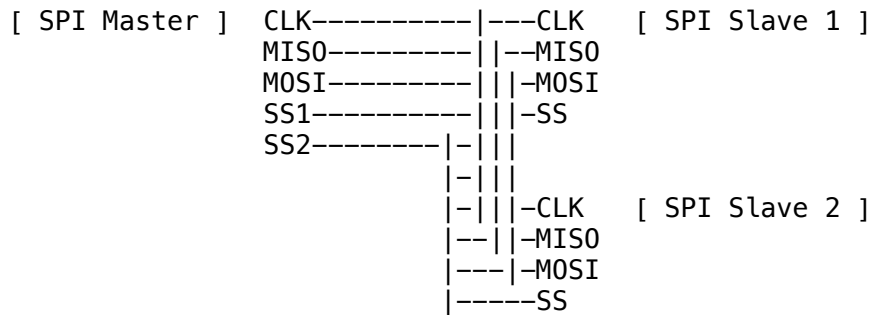 [ SPI Master ]  CLK----------|---CLK   [ SPI Slave 1 ]
                MISO---------||--MISO
                MOSI---------|||-MOSI
                SS1----------|||-SS
                SS2--------|-|||
                           |-|||
                           |-|||-CLK   [ SPI Slave 2 ]
                           |--||-MISO
                           |---|-MOSI
                           |-----SS